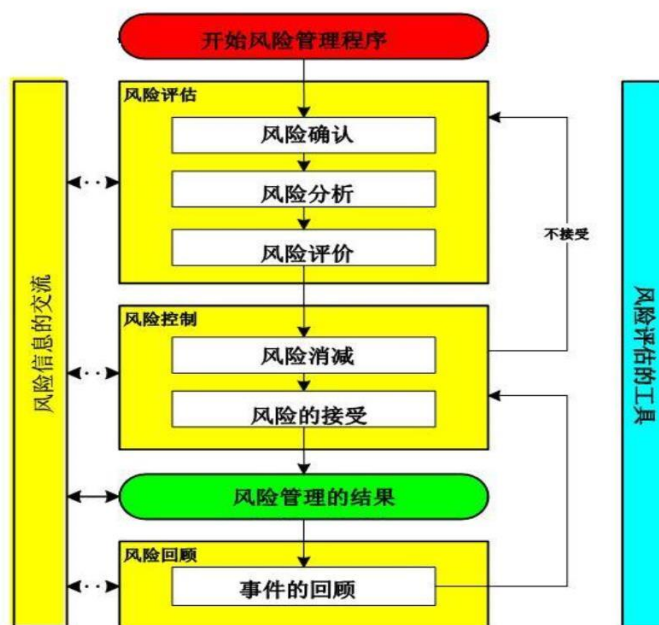 开始风险管理程序
风险评估
风险确认
风险分析
风险评价
不接受
风险控制
风险消减
风险的接受
风险管理的结果
风险回顾
事件的回顾
风险信息的交流
风险评估的工具